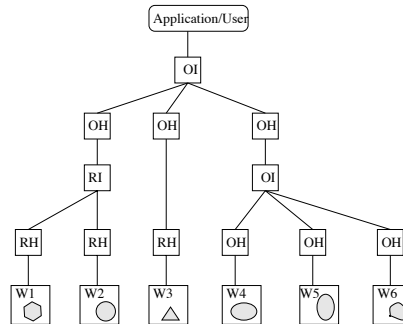 Application/User
OI
OH OH OH
RI OI
RH RH RH OH OH OH
W1 W2 W3 W4 W5 W6